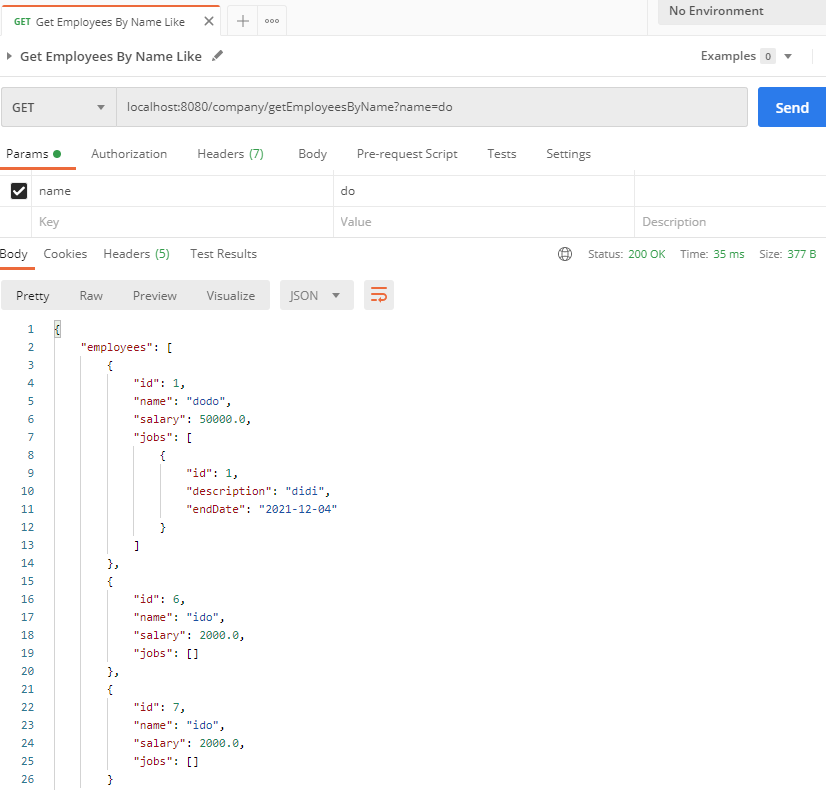 GET Get Employees By Name Like
No Environment
Get Employees By Name Like
Examples 0
GET localhost:8080/company/getEmployeesByName?name=do Send
Params Authorization Headers (7) Body Pre-request Script Tests Settings
name do
Key Value Description
Body Cookies Headers (5) Test Results Status: 200 OK Time: 35 ms Size: 377 B
Pretty Raw Preview Visualize JSON
1 {
2 "employees": [
3 {
4 "id": 1,
5 "name": "dodo",
6 "salary": 50000.0,
7 "jobs": [
8 {
9 "id": 1,
10 "description": "didi",
11 "endDate": "2021-12-04"
12 }
13 ]
14 },
15 {
16 "id": 6,
17 "name": "ido",
18 "salary": 2000.0,
19 "jobs": []
20 },
21 {
22 "id": 7,
23 "name": "ido",
24 "salary": 2000.0,
25 "jobs": []
26 }